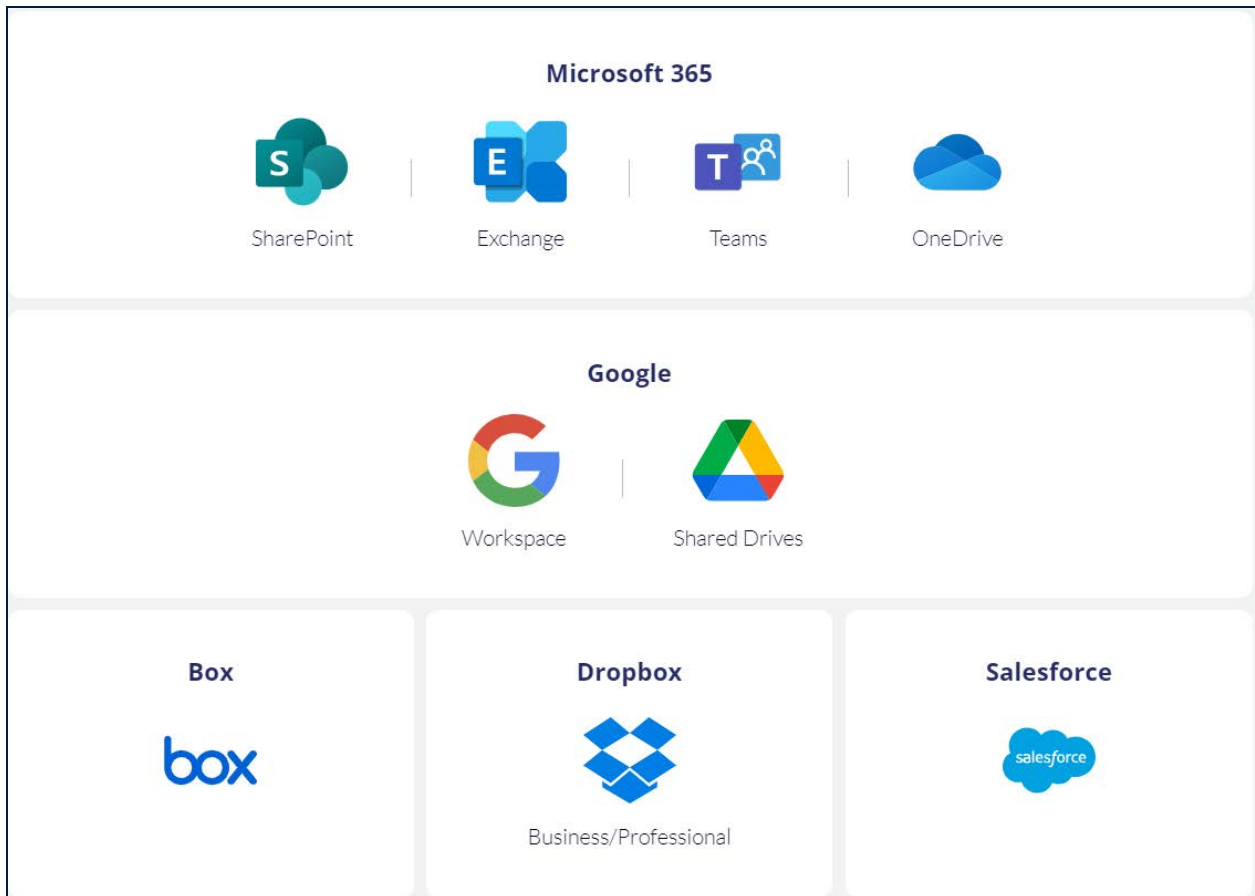 Microsoft 365
S
E
T
SharePoint
Exchange
Teams
OneDrive
Google
Workspace
Shared Drives
Box
Dropbox
Salesforce
box
salesforce
Business/Professional